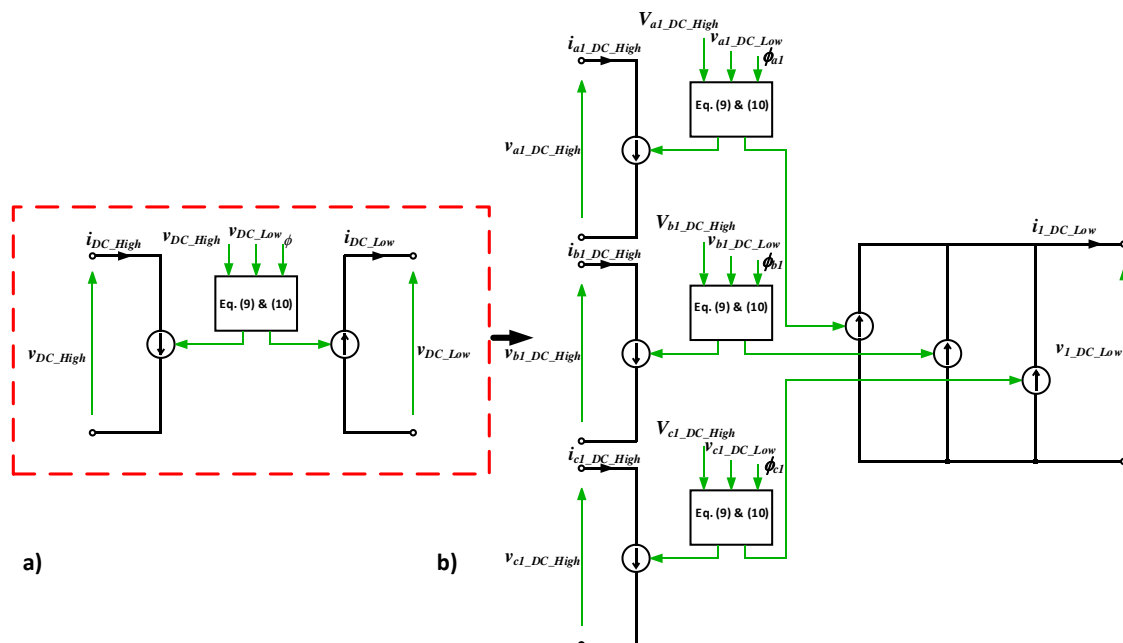 i_DC_High
v_DC_High
v_DC_Low
ϕ
i_DC_Low
Eq. (9) & (10)
v_DC_High
v_DC_Low
a)
V_a1_DC_High
v_a1_DC_Low
ϕ_a1
i_a1_DC_High
Eq. (9) & (10)
v_a1_DC_High
V_b1_DC_High
v_b1_DC_Low
ϕ_b1
i_b1_DC_High
Eq. (9) & (10)
v_b1_DC_High
V_c1_DC_High
v_c1_DC_Low
ϕ_c1
i_c1_DC_High
Eq. (9) & (10)
v_c1_DC_High
i_1_DC_Low
v_1_DC_Low
b)